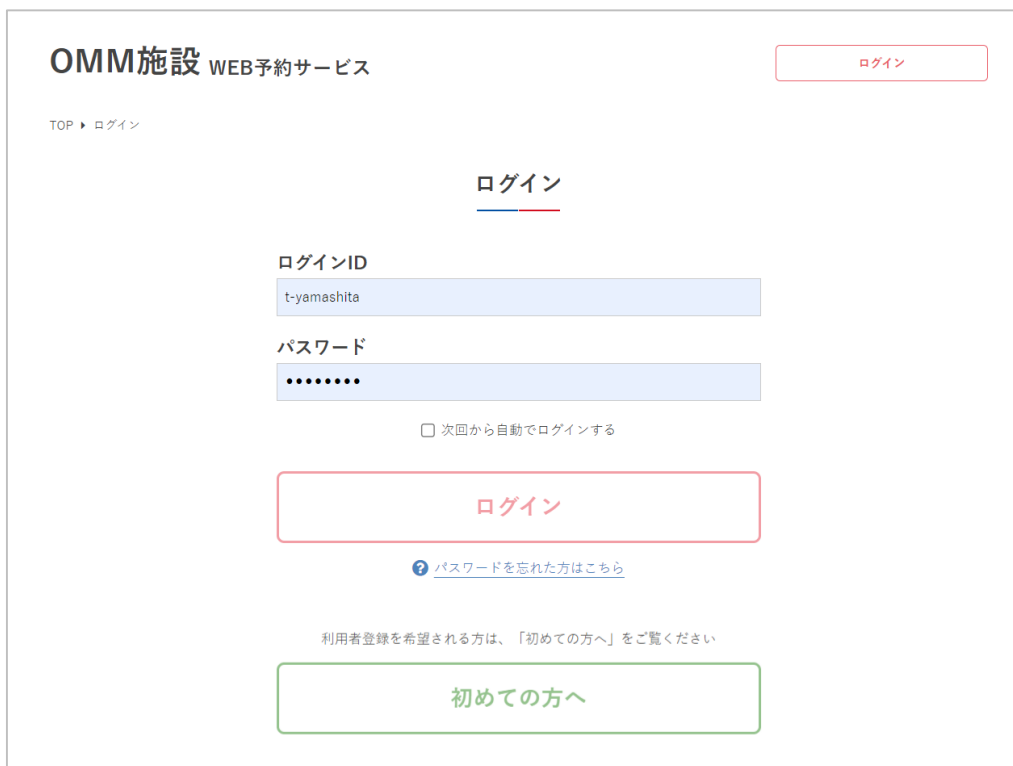 OMM施設 WEB予約サービス
ログイン
TOP ▸ ログイン
ログイン
ログインID
t-yamashita
パスワード
••••••••
次回から自動でログインする
ログイン
? パスワードを忘れた方はこちら
利用者登録を希望される方は、「初めての方へ」をご覧ください
初めての方へ